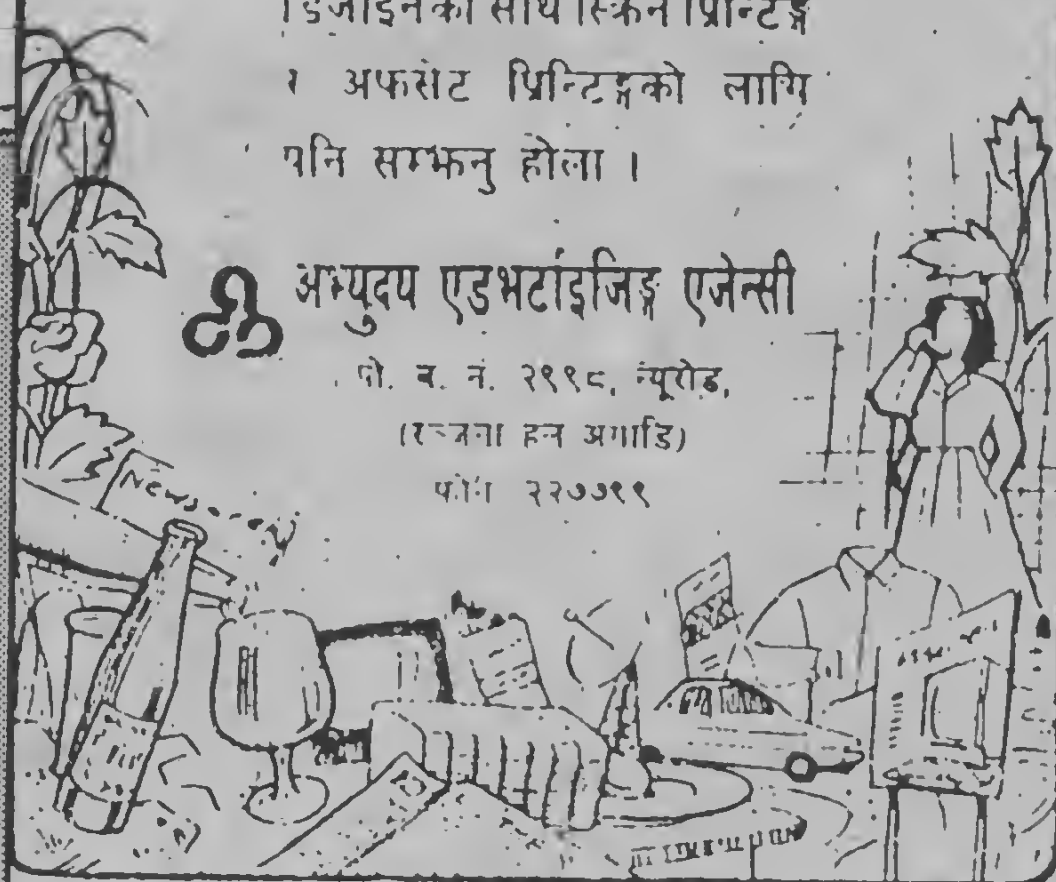 डिजाइनको साथै स्क्रिन प्रिन्टिङ्ग
र अफसेट प्रिन्टिङ्गको लागि
पनि सम्झनु होला ।
अभ्युदय एडभर्टाइजिङ्ग एजेन्सी
पो. ब. नं. २९९८, न्यूरोड,
(रञ्जना हल अगाडि)
फोन २२७७९९
News